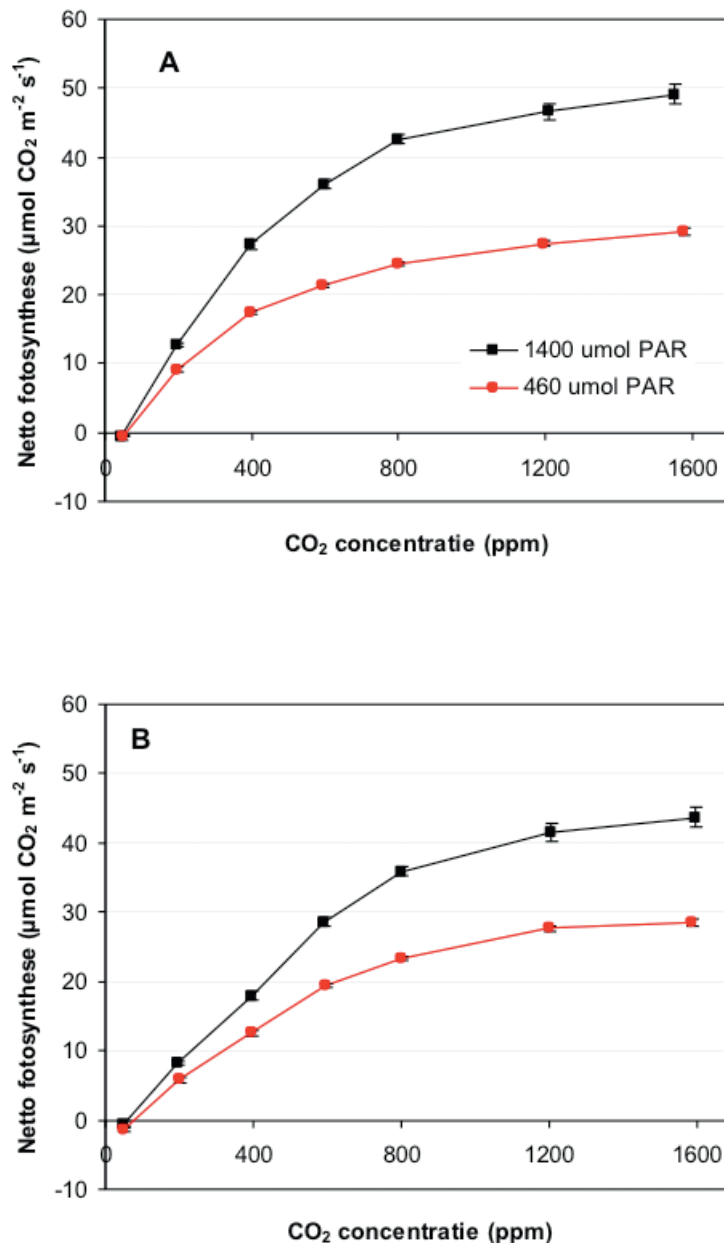 60
50
40
30
20
10
0
-10
A
Netto fotosynthese (µmol CO₂ m⁻² s⁻¹)
1400 umol PAR
460 umol PAR
0 400 800 1200 1600
CO₂ concentratie (ppm)
60
50
40
30
20
10
0
-10
B
Netto fotosynthese (µmol CO₂ m⁻² s⁻¹)
0 400 800 1200 1600
CO₂ concentratie (ppm)